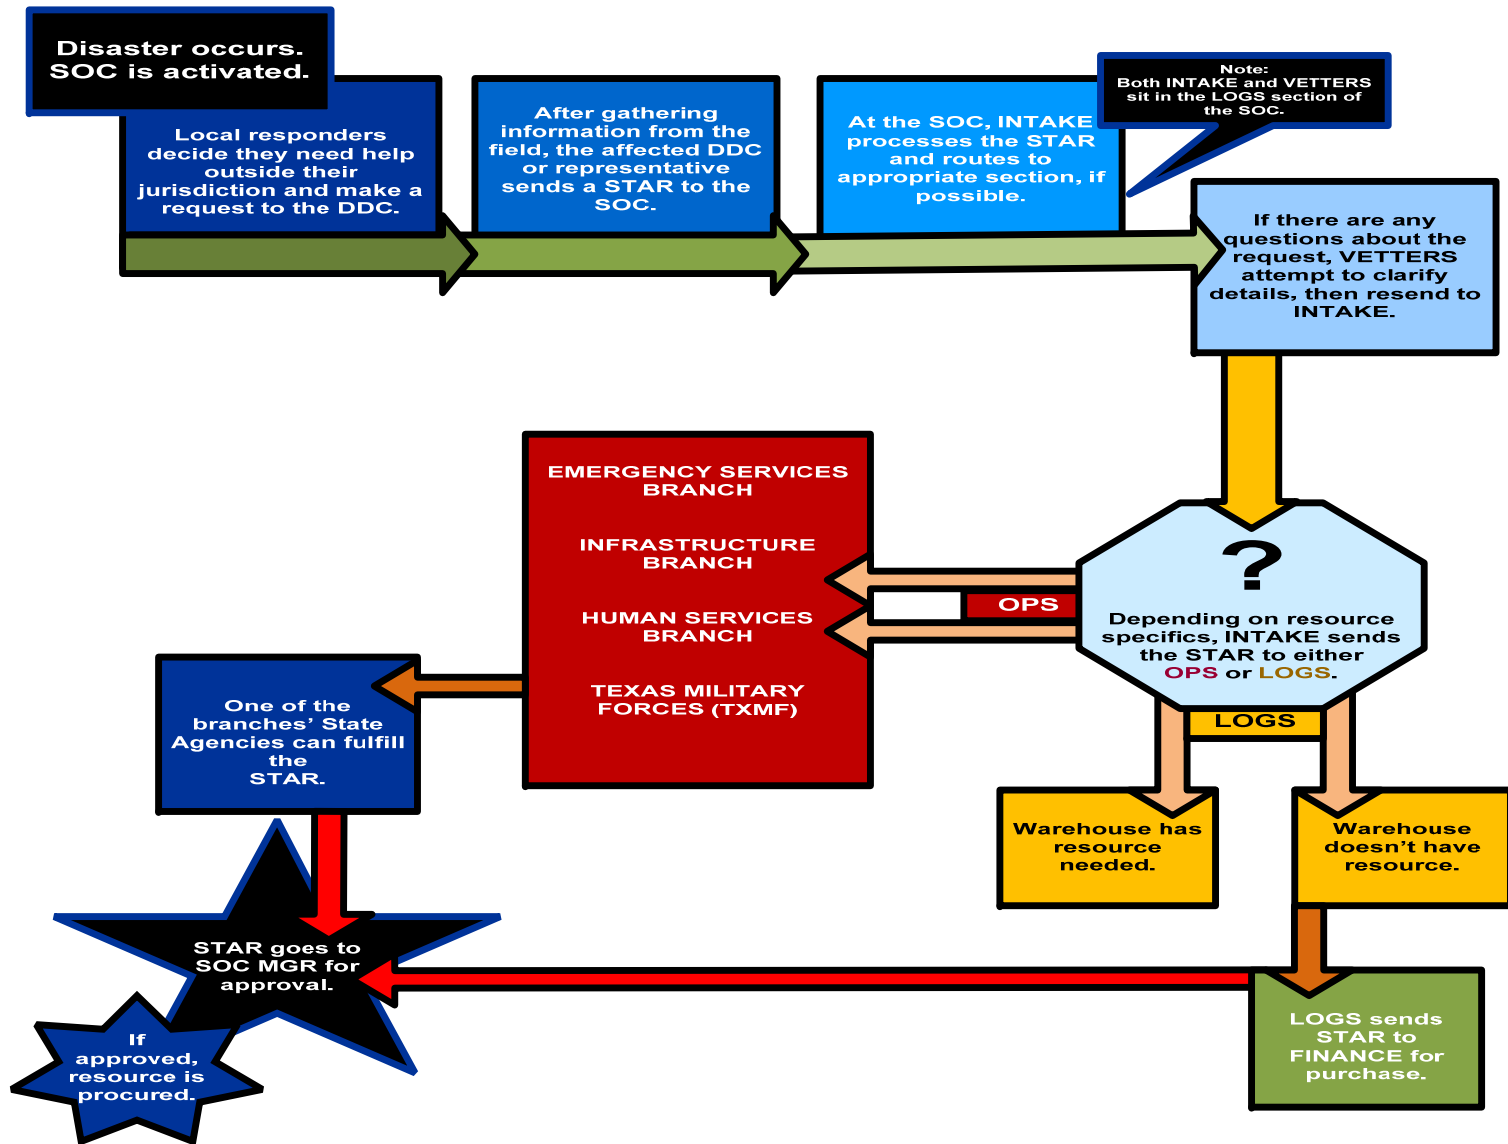 Disaster occurs.
SOC is activated.
Local responders
decide they need help
outside their
jurisdiction and make a
request to the DDC.
After gathering
information from the
field, the affected DDC
or representative
sends a STAR to the
SOC.
At the SOC, INTAKE
processes the STAR
and routes to
appropriate section, if
possible.
Note:
Both INTAKE and VETTERS
sit in the LOGS section of
the SOC.
If there are any
questions about the
request, VETTERS
attempt to clarify
details, then resend to
INTAKE.
?
Depending on resource
specifics, INTAKE sends
the STAR to either
OPS or LOGS.
OPS
EMERGENCY SERVICES
BRANCH
INFRASTRUCTURE
BRANCH
HUMAN SERVICES
BRANCH
TEXAS MILITARY
FORCES (TXMF)
One of the
branches’ State
Agencies can fulfill
the
STAR.
LOGS
Warehouse has
resource
needed.
Warehouse
doesn’t have
resource.
LOGS sends
STAR to
FINANCE for
purchase.
STAR goes to
SOC MGR for
approval.
If
approved,
resource is
procured.